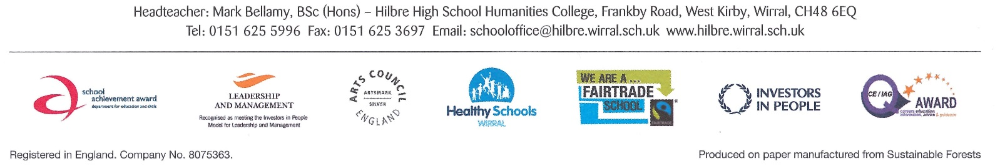 Headteacher: Mark Bellamy, BSc (Hons) – Hilbre High School Humanities College, Frankby Road, West Kirby, Wirral, CH48 6EQ
Tel: 0151 625 5996 Fax: 0151 625 3697 Email: schooloffice@hilbre.wirral.sch.uk www.hilbre.wirral.sch.uk
school
achievement award
department for education and skills
LEADERSHIP
AND MANAGEMENT
Recognised as meeting the Investors in People
Model for Leadership and Management
ARTS COUNCIL
ARTSMARK
SILVER
ENGLAND
Healthy Schools
WIRRAL
WE ARE A ...
FAIRTRADE
SCHOOL
FAIRTRADE
INVESTORS
IN PEOPLE
CE / IAG
AWARD
careers education
information, advice & guidance
Registered in England. Company No. 8075363.
Produced on paper manufactured from Sustainable Forests